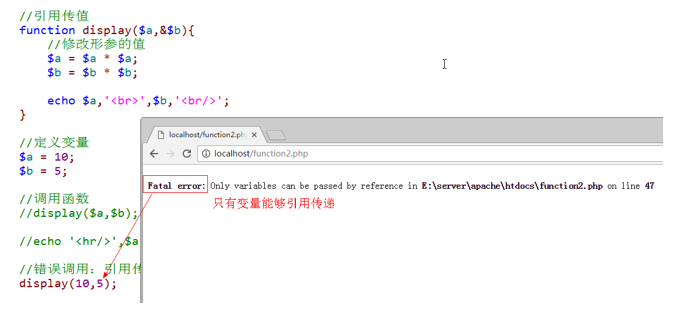 //引用传值
function display($a,&$b){
//修改形参的值
$a = $a * $a;
$b = $b * $b;
echo $a,'<br>',$b,'<br/>';
}
//定义变量
$a = 10;
$b = 5;
//调用函数
//display($a,$b);
//echo '<hr/>',$a
//错误调用：引用传
display(10,5);
localhost/function2.php
localhost/function2.php
Fatal error: Only variables can be passed by reference in E:\server\apache\htdocs\function2.php on line 47
只有变量能够引用传递